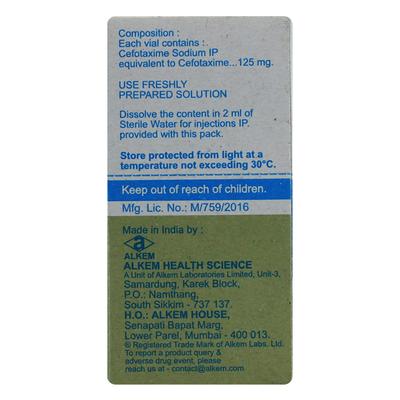 Composition :
Each vial contains :
Cefotaxime Sodium IP
equivalent to Cefotaxime...125 mg.
USE FRESHLY
PREPARED SOLUTION
Dissolve the content in 2 ml of
Sterile Water for injections IP.
provided with this pack.
Store protected from light at a
temperature not exceeding 30°C.
Keep out of reach of children.
Mfg. Lic. No.: M/759/2016
Made in India by :
a
ALKEM
ALKEM HEALTH SCIENCE
A Unit of Alkem Laboratories Limited, Unit-3,
Samardung, Karek Block,
P.O.: Namthang,
South Sikkim - 737 137.
H.O.: ALKEM HOUSE,
Senapati Bapat Marg,
Lower Parel, Mumbai - 400 013.
® Registered Trade Mark of Alkem Labs. Ltd.
To report a product query &
adverse drug event, please
reach us at - contact@alkem.com